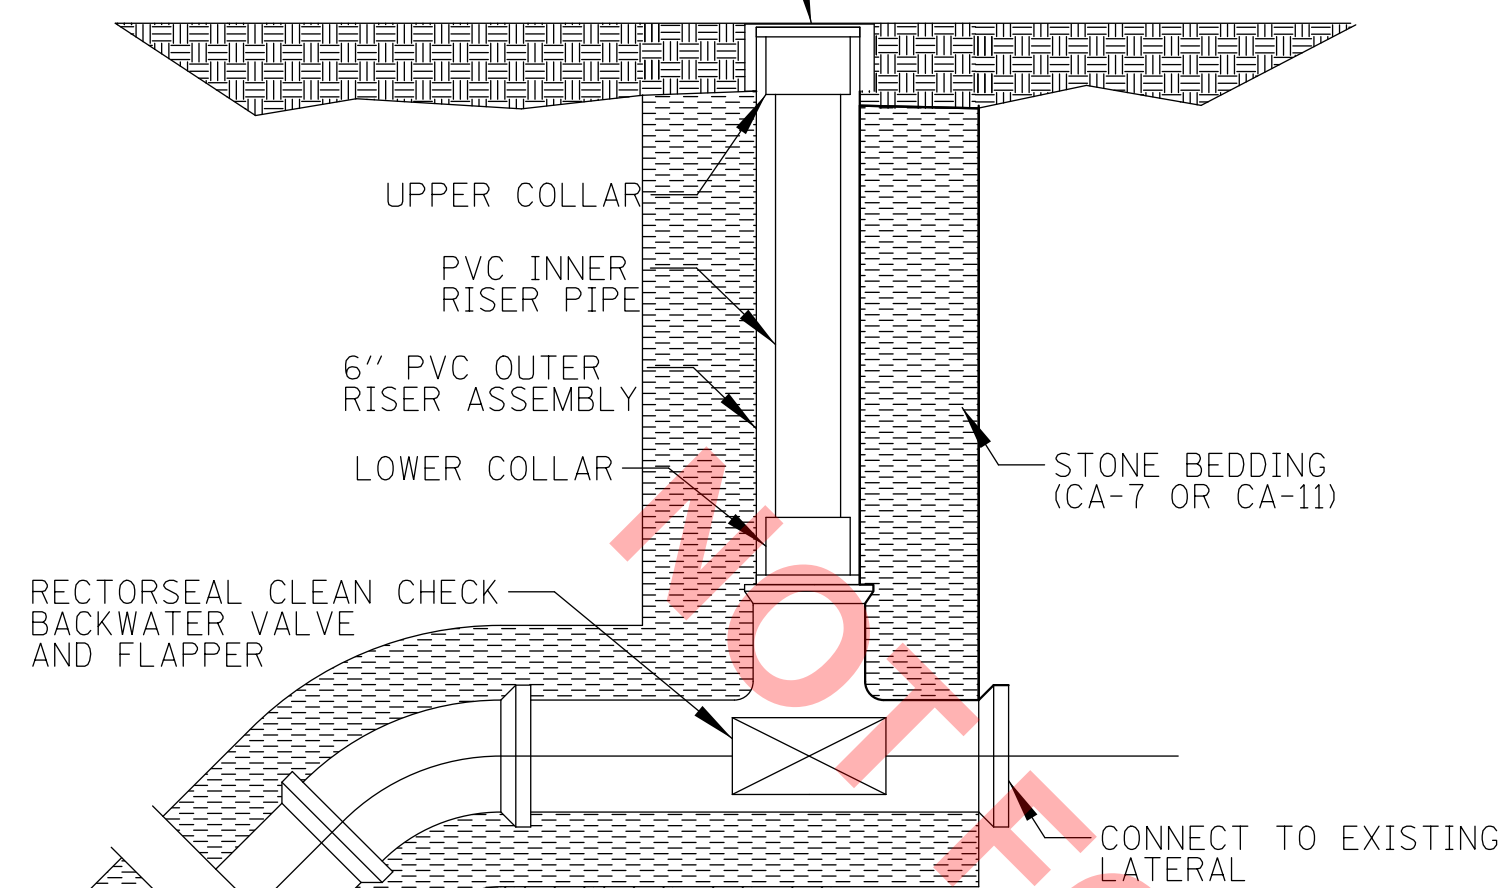 UPPER COLLAR
PVC INNER
RISER PIPE
6" PVC OUTER
RISER ASSEMBLY
LOWER COLLAR
STONE BEDDING
(CA-7 OR CA-11)
RECTORSEAL CLEAN CHECK
BACKWATER VALVE
AND FLAPPER
CONNECT TO EXISTING
LATERAL
NOT